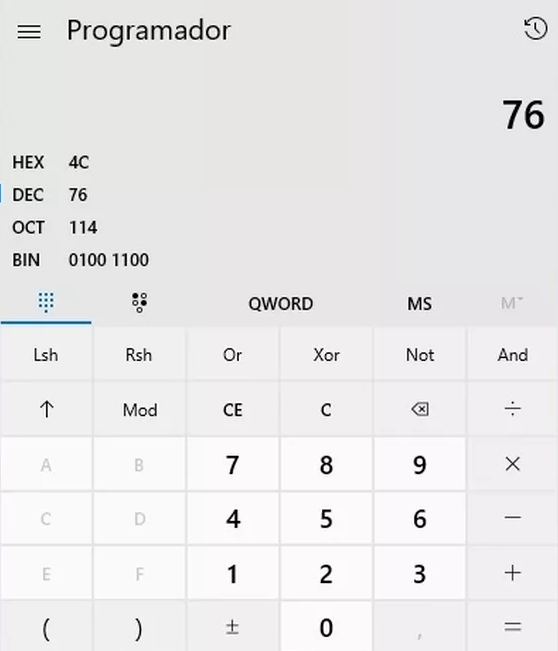 Programador
76
HEX 4C
DEC 76
OCT 114
BIN 0100 1100
QWORD MS M˅
Lsh Rsh Or Xor Not And
↑ Mod CE C ⌫ ÷
A B 7 8 9 ×
C D 4 5 6 −
E F 1 2 3 +
( ) ± 0 , =